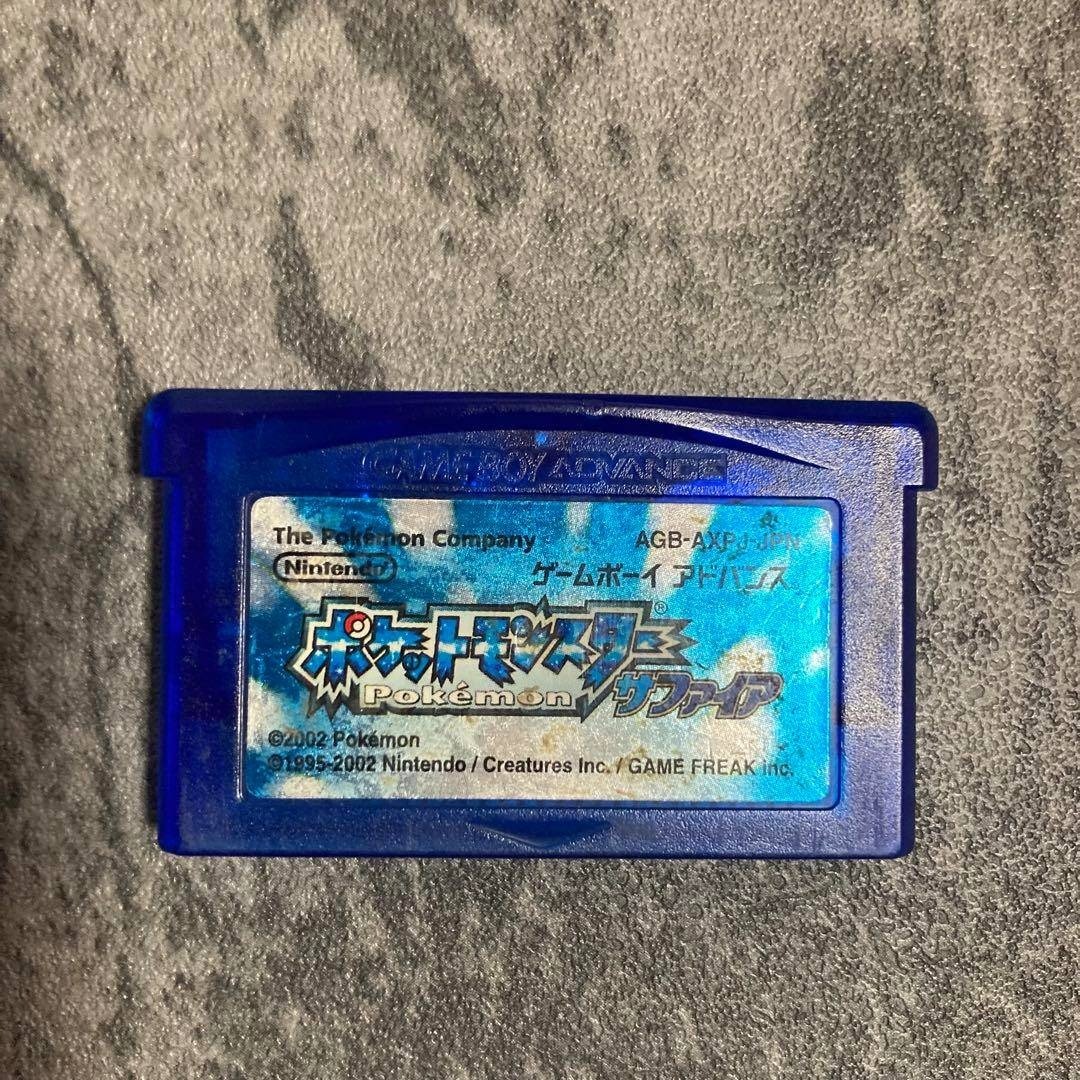 GAME BOY ADVANCE
The Pokémon Company AGB-AXPJ-JPN
Nintendo ゲームボーイ アドバンス
ポケットモンスター®
Pokémon サファイア
©2002 Pokémon
©1995-2002 Nintendo / Creatures Inc. / GAME FREAK inc.